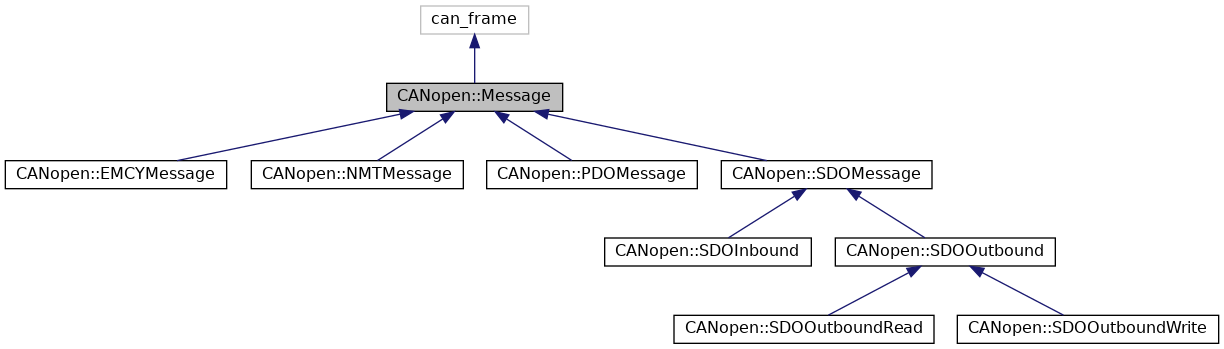 can_frame
CANopen::Message
CANopen::EMCYMessage
CANopen::NMTMessage
CANopen::PDOMessage
CANopen::SDOMessage
CANopen::SDOInbound
CANopen::SDOOutbound
CANopen::SDOOutboundRead
CANopen::SDOOutboundWrite